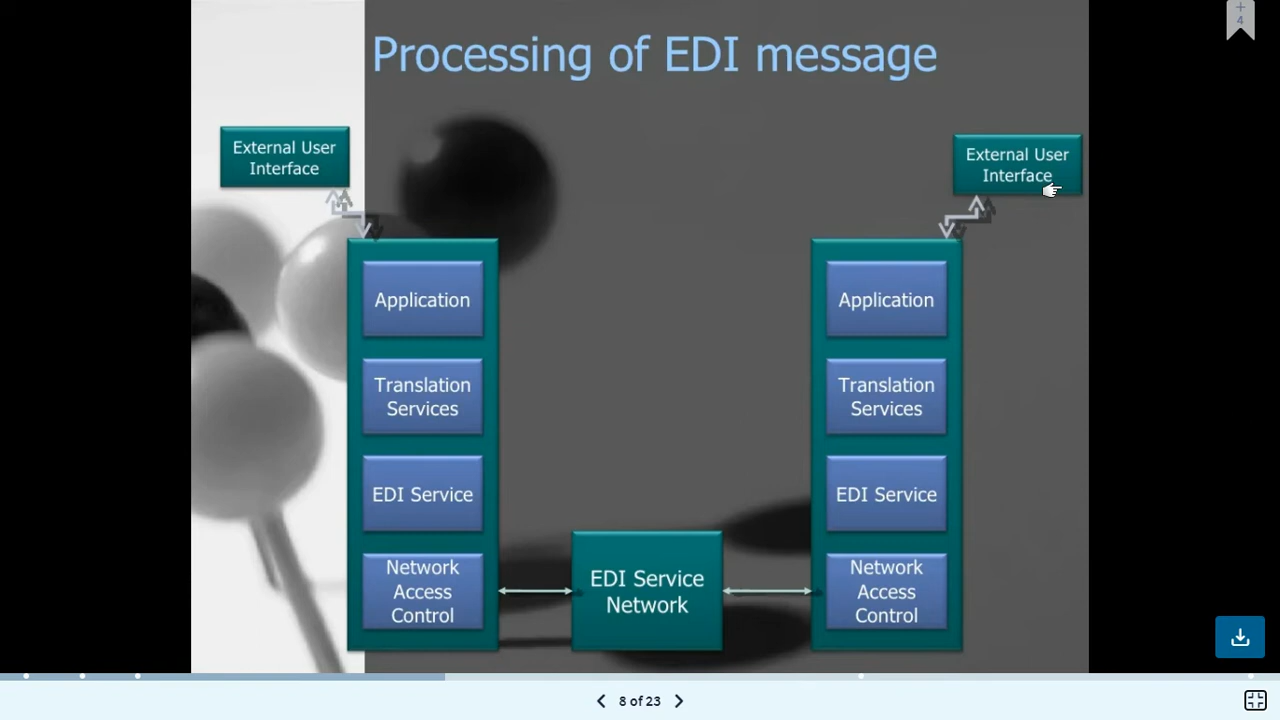 +
4
Processing of EDI message
External User
Interface
External User
Interface
Application
Translation
Services
EDI Service
Network
Access
Control
EDI Service
Network
Application
Translation
Services
EDI Service
Network
Access
Control
8 of 23